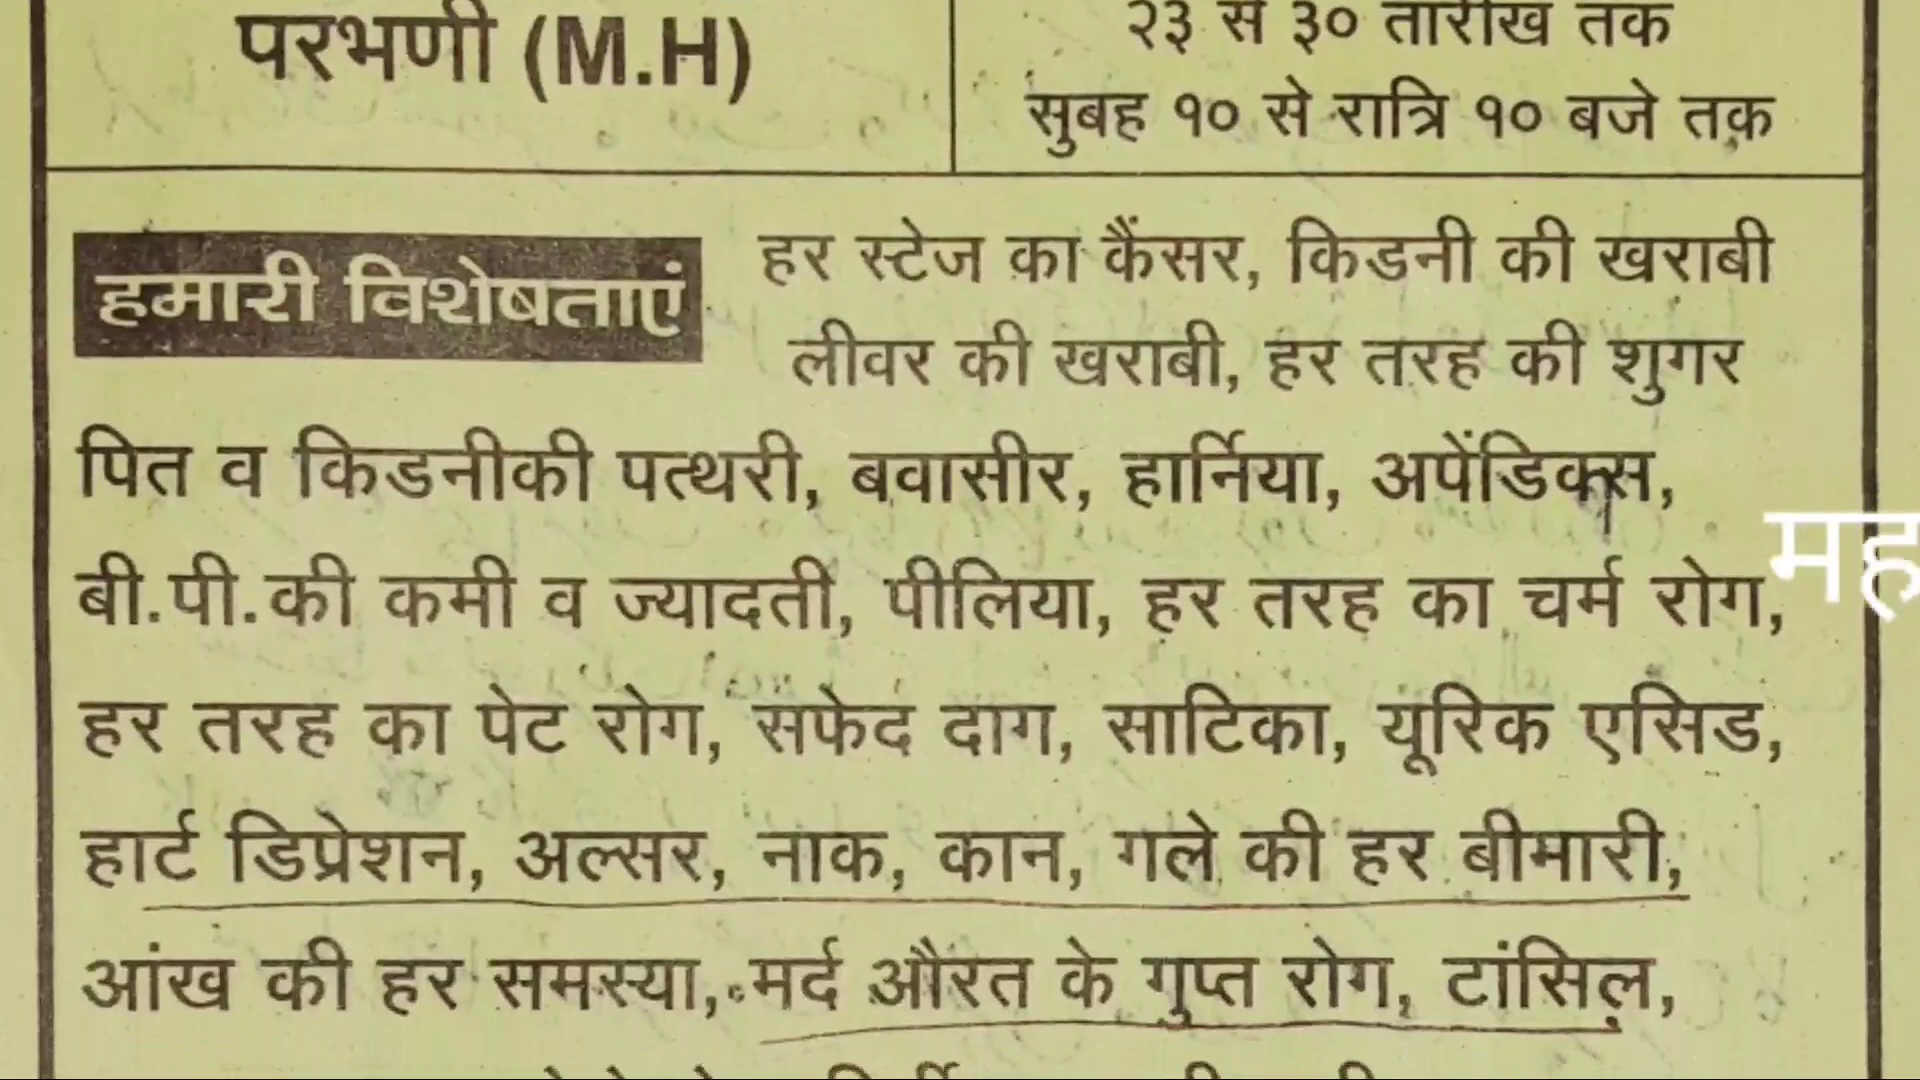 परभणी (M.H)
२३ से ३० तारीख तक
सुबह १० से रात्रि १० बजे तक
हमारी विशेषताएं
हर स्टेज का कैंसर, किडनी की खराबी
लीवर की खराबी, हर तरह की शुगर
पित व किडनीकी पत्थरी, बवासीर, हार्निया, अपेंडिक्स,
बी.पी.की कमी व ज्यादती, पीलिया, हर तरह का चर्म रोग,
मह
हर तरह का पेट रोग, सफेद दाग, साटिका, यूरिक एसिड,
हार्ट डिप्रेशन, अल्सर, नाक, कान, गले की हर बीमारी,
आंख की हर समस्या, मर्द औरत के गुप्त रोग, टांसिल,